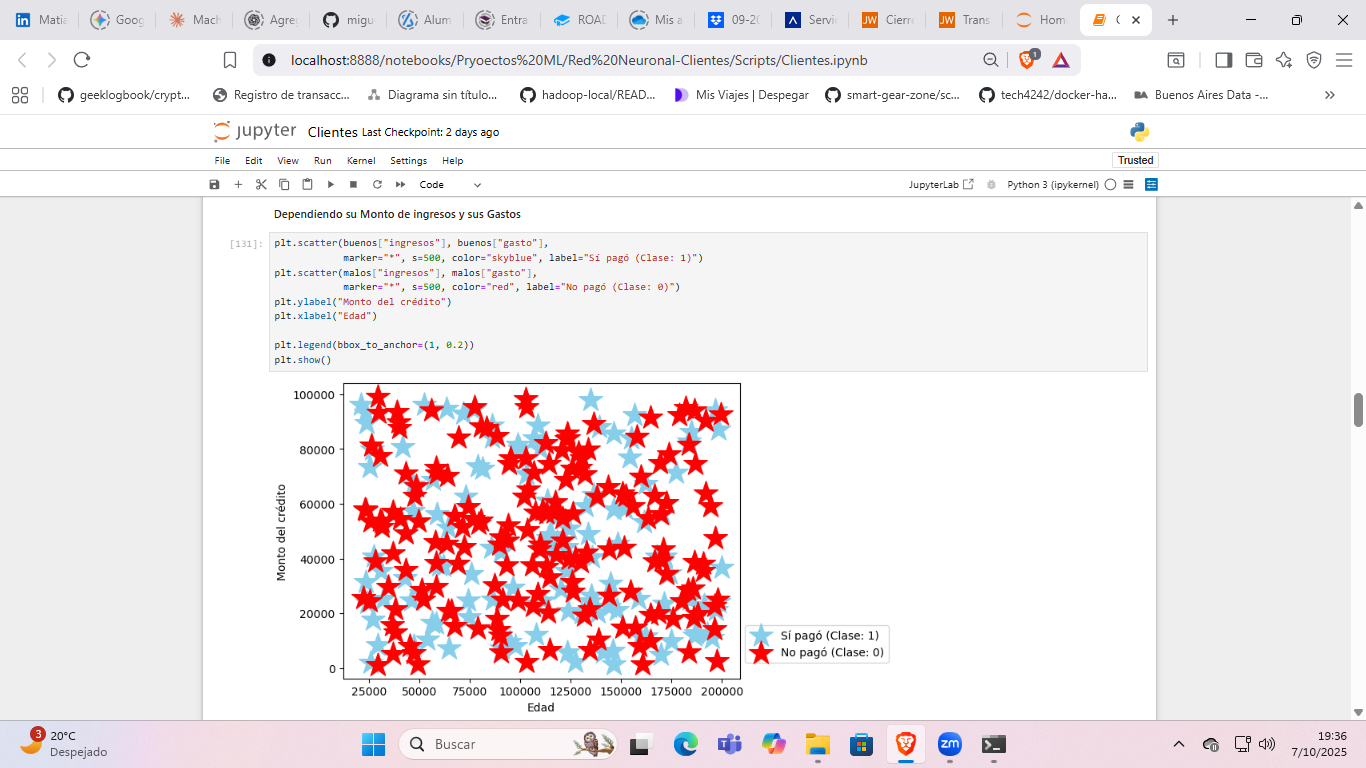 Matia
Goog
Mach
Agreg
migu
Alum
Entra
ROAD
Mis a
09-20
Servic
Cierre
Trans
Hom
C
localhost:8888/notebooks/Pryoectos%20ML/Red%20Neuronal-Clientes/Scripts/Clientes.ipynb
1
geeklogbook/crypt...
Registro de transacc...
Diagrama sin título...
hadoop-local/READ...
Mis Viajes | Despegar
smart-gear-zone/sc...
tech4242/docker-ha...
BA Buenos Aires Data -...
jupyter Clientes Last Checkpoint: 2 days ago
File Edit View Run Kernel Settings Help
Trusted
Code
JupyterLab
Python 3 (ipykernel)
Dependiendo su Monto de ingresos y sus Gastos
[131]:
plt.scatter(buenos["ingresos"], buenos["gasto"],
marker="*", s=500, color="skyblue", label="Sí pagó (Clase: 1)")
plt.scatter(malos["ingresos"], malos["gasto"],
marker="*", s=500, color="red", label="No pagó (Clase: 0)")
plt.ylabel("Monto del crédito")
plt.xlabel("Edad")
plt.legend(bbox_to_anchor=(1, 0.2))
plt.show()
100000
80000
60000
40000
20000
0
Monto del crédito
25000 50000 75000 100000 125000 150000 175000 200000
Edad
Sí pagó (Clase: 1)
No pagó (Clase: 0)
3
20°C
Despejado
Buscar
zm
19:36
7/10/2025